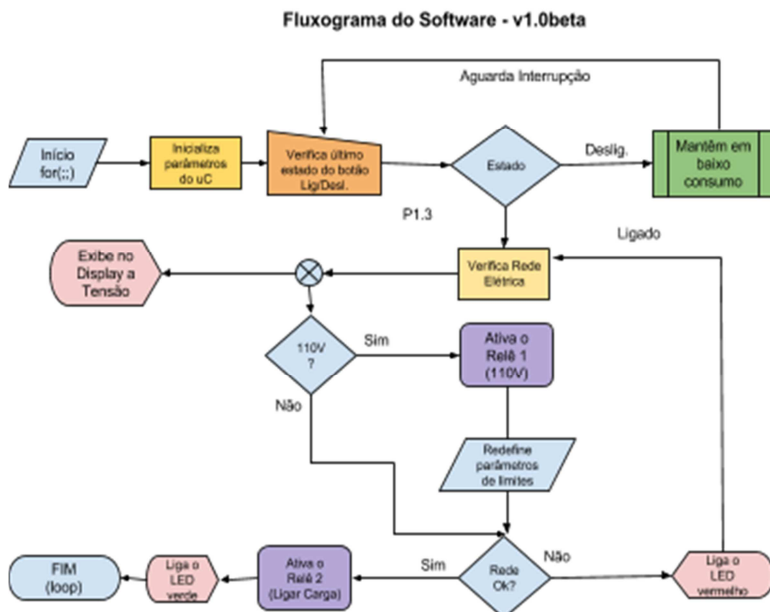 Fluxograma do Software - v1.0beta
Aguarda Interrupção
Início
for(;;)
Inicializa
parâmetros
do uC
Verifica último
estado do botão
Lig/Desl.
Estado
Deslig.
Mantêm em
baixo
consumo
P1.3
Ligado
Exibe no
Display a
Tensão
Verifica Rede
Elétrica
110V
?
Sim
Ativa o
Relê 1
(110V)
Não
Redefine
parâmetros
de limites
FIM
(loop)
Liga o
LED
verde
Ativa o
Relê 2
(Ligar Carga)
Sim
Rede
Ok?
Não
Liga o
LED
vermelho